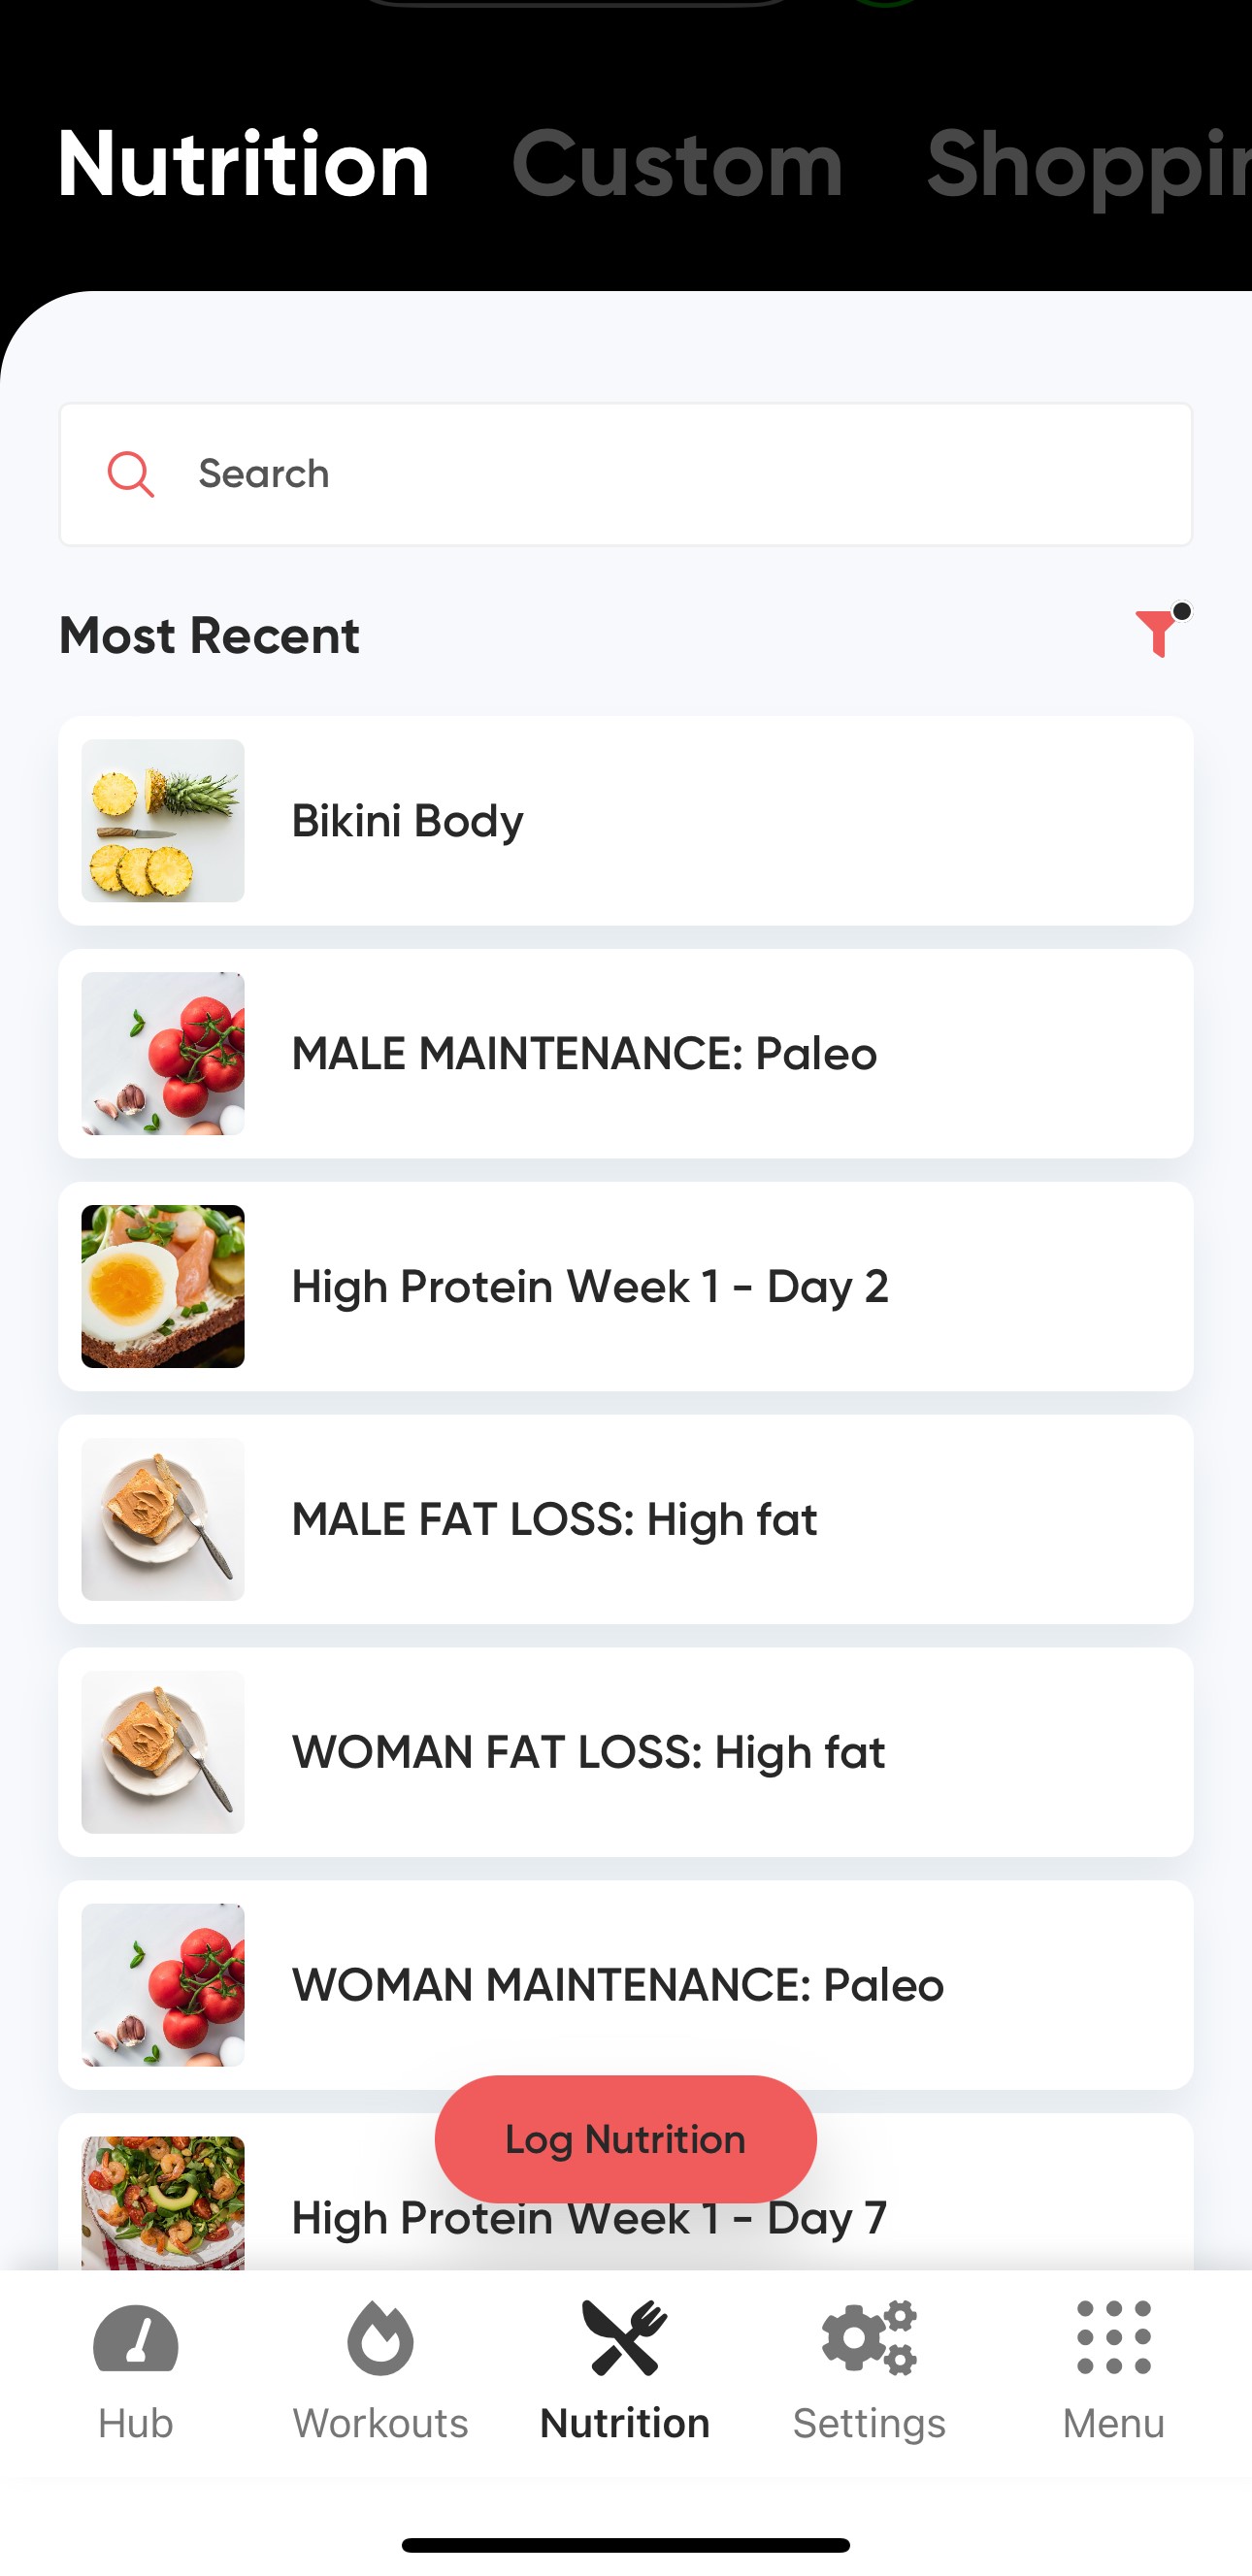 Nutrition Custom
Search
Most Recent
Bikini Body
MALE MAINTENANCE: Paleo
High Protein Week 1 - Day 2
MALE FAT LOSS: High fat
WOMAN FAT LOSS: High fat
WOMAN MAINTENANCE: Paleo
Log Nutrition
High Protein Week 1 - Day 7
Hub Workouts Nutrition Settings Menu